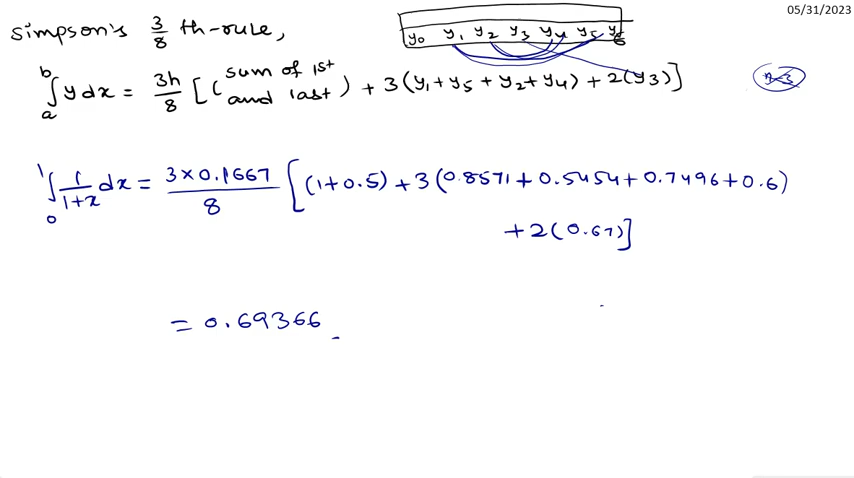 05/31/2023
Simpson's 3/8 th-rule,
y₀ y₁ y₂ y₃ y₄ y₅ y₆
∫ₐᵇ y dx = 3h/8 [(sum of 1st and last) + 3(y₁+y₅+y₂+y₄) + 2(y₃)]
∫₀¹ 1/(1+x) dx = (3×0.1667)/8 [(1+0.5) + 3(0.8571+0.5454+0.7496+0.6)
+2(0.67)]
= 0.69366